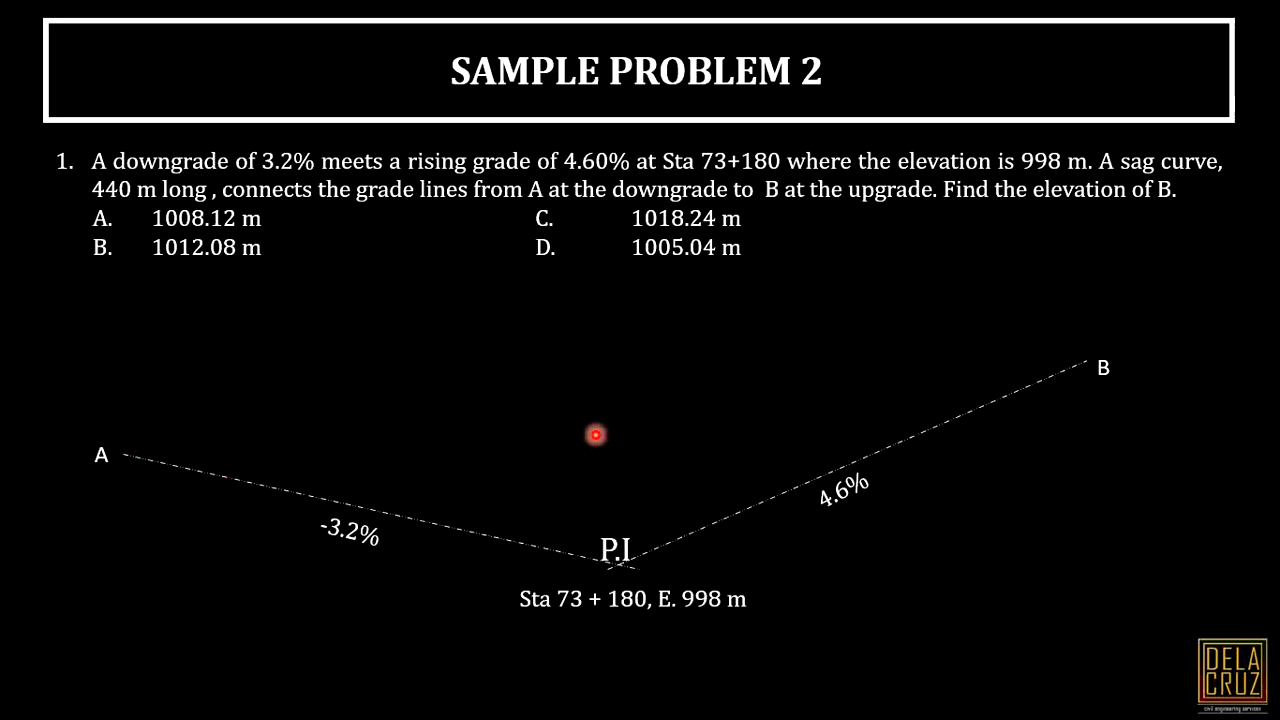 SAMPLE PROBLEM 2
1. A downgrade of 3.2% meets a rising grade of 4.60% at Sta 73+180 where the elevation is 998 m. A sag curve,
440 m long , connects the grade lines from A at the downgrade to B at the upgrade. Find the elevation of B.
A. 1008.12 m C. 1018.24 m
B. 1012.08 m D. 1005.04 m
B
A
4.6%
-3.2%
P.I
Sta 73 + 180, E. 998 m
DELA
CRUZ
civil engineering services